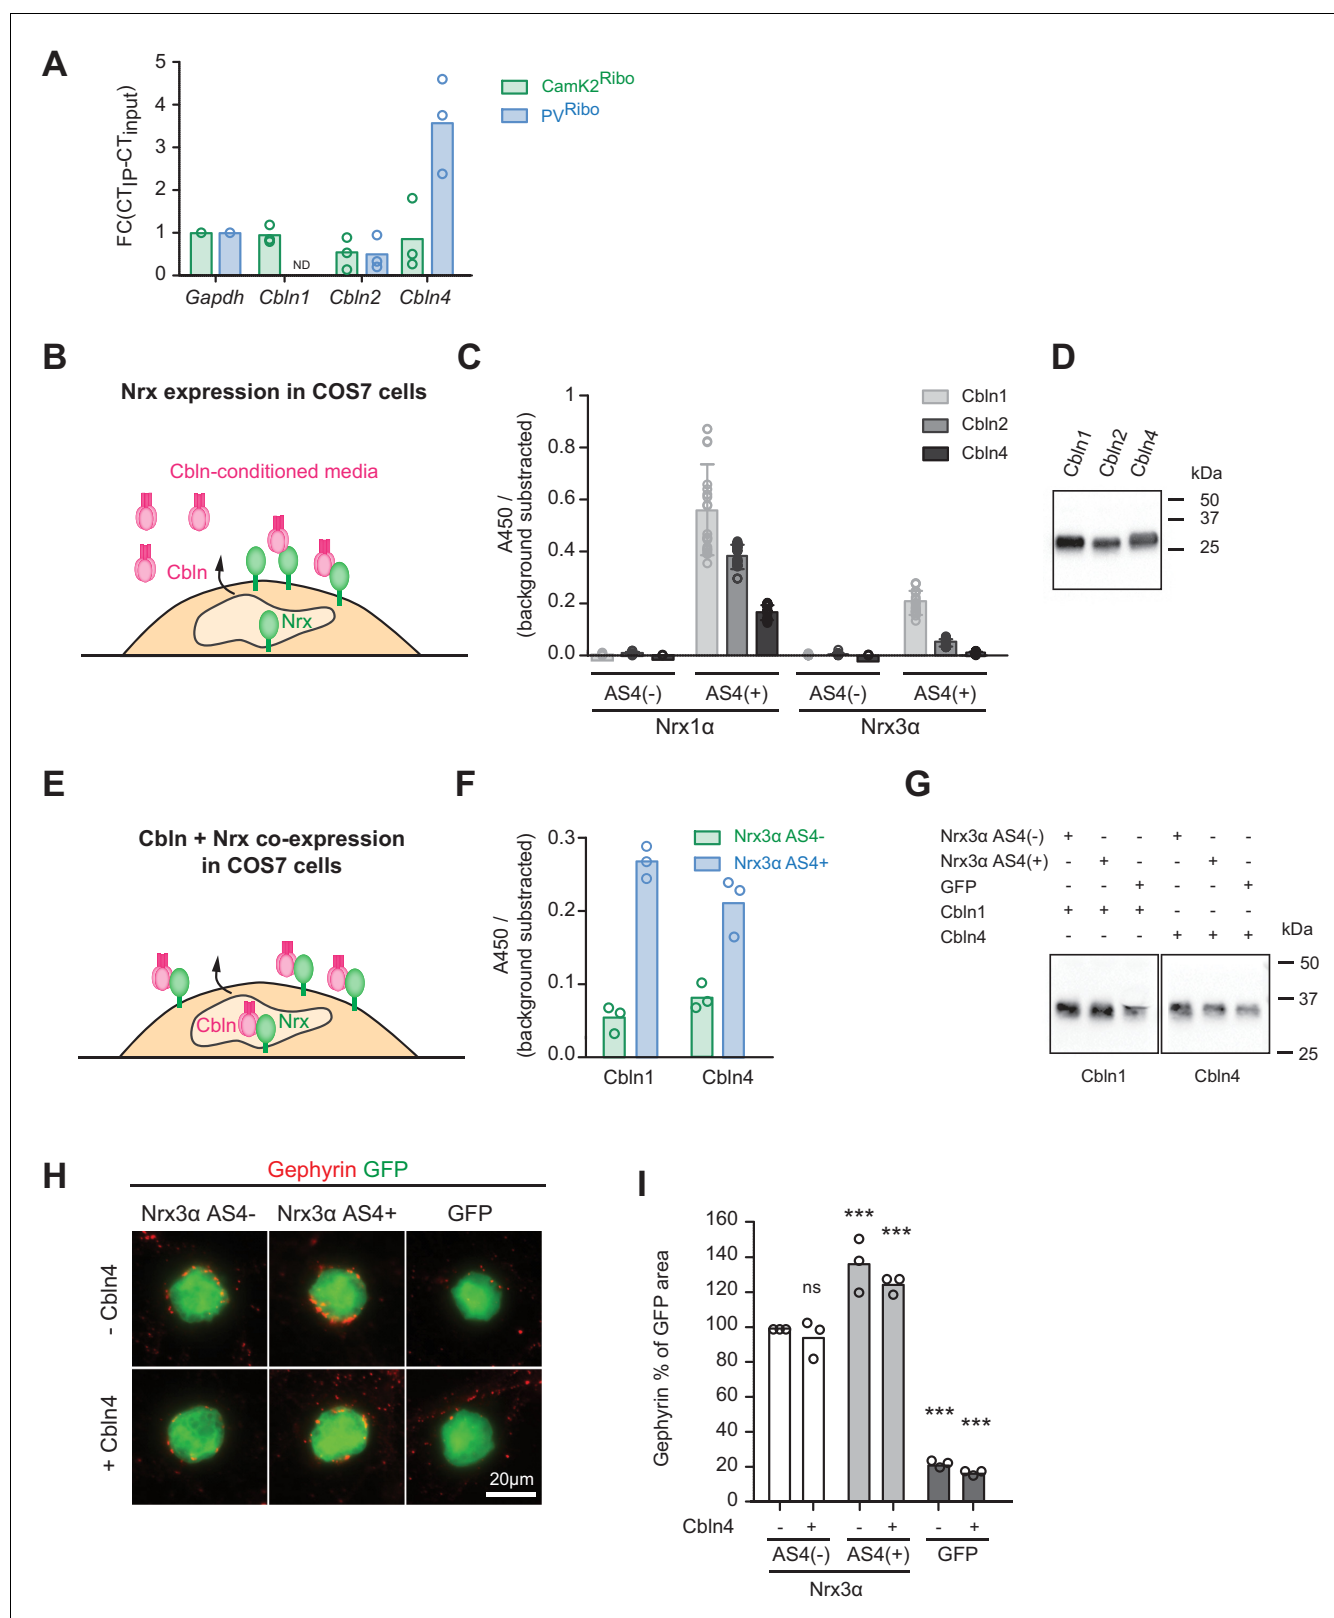 A
FC(CTIP-CTinput)
5
4
3
2
1
0
CamK2Ribo
PVRibo
ND
Gapdh Cbln1 Cbln2 Cbln4
B
Nrx expression in COS7 cells
Cbln-conditioned media
Cbln
Nrx
C
A450 /
(background substracted)
1
0.8
0.6
0.4
0.2
0.0
Cbln1
Cbln2
Cbln4
AS4(-) AS4(+) AS4(-) AS4(+)
Nrx1α Nrx3α
D
Cbln1 Cbln2 Cbln4
kDa
50
37
25
E
Cbln + Nrx co-expression
in COS7 cells
Cbln Nrx
F
A450 /
(background substracted)
0.3
0.2
0.1
0.0
Nrx3α AS4-
Nrx3α AS4+
Cbln1 Cbln4
G
Nrx3α AS4(-) + - - + - -
Nrx3α AS4(+) - + - - + -
GFP - - + - - +
Cbln1 + + + - - -
Cbln4 - - - + + +
kDa
50
37
25
Cbln1 Cbln4
H
Gephyrin GFP
Nrx3α AS4- Nrx3α AS4+ GFP
- Cbln4
+ Cbln4
20μm
I
Gephyrin % of GFP area
160
140
120
100
80
60
40
20
0
ns *** *** *** ***
Cbln4 - + - + - +
AS4(-) AS4(+) GFP
Nrx3α